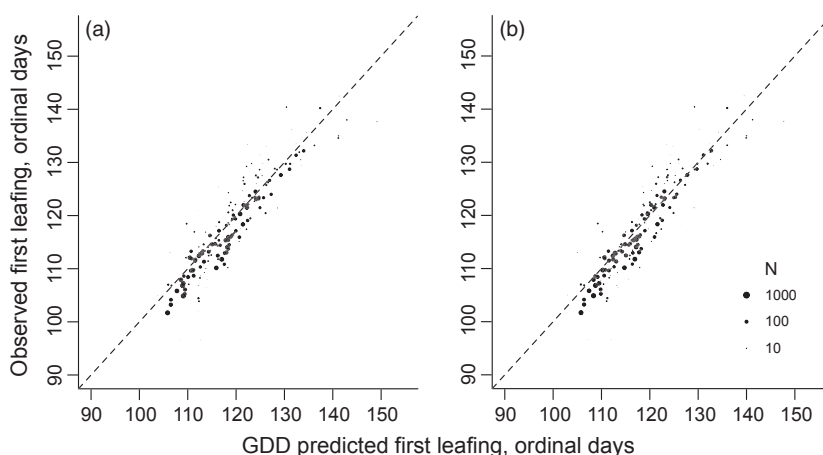 (a)
(b)
Observed first leafing, ordinal days
150
140
130
120
110
100
90
150
140
130
120
110
100
90
N
1000
100
10
90 100 110 120 130 140 150
90 100 110 120 130 140 150
GDD predicted first leafing, ordinal days